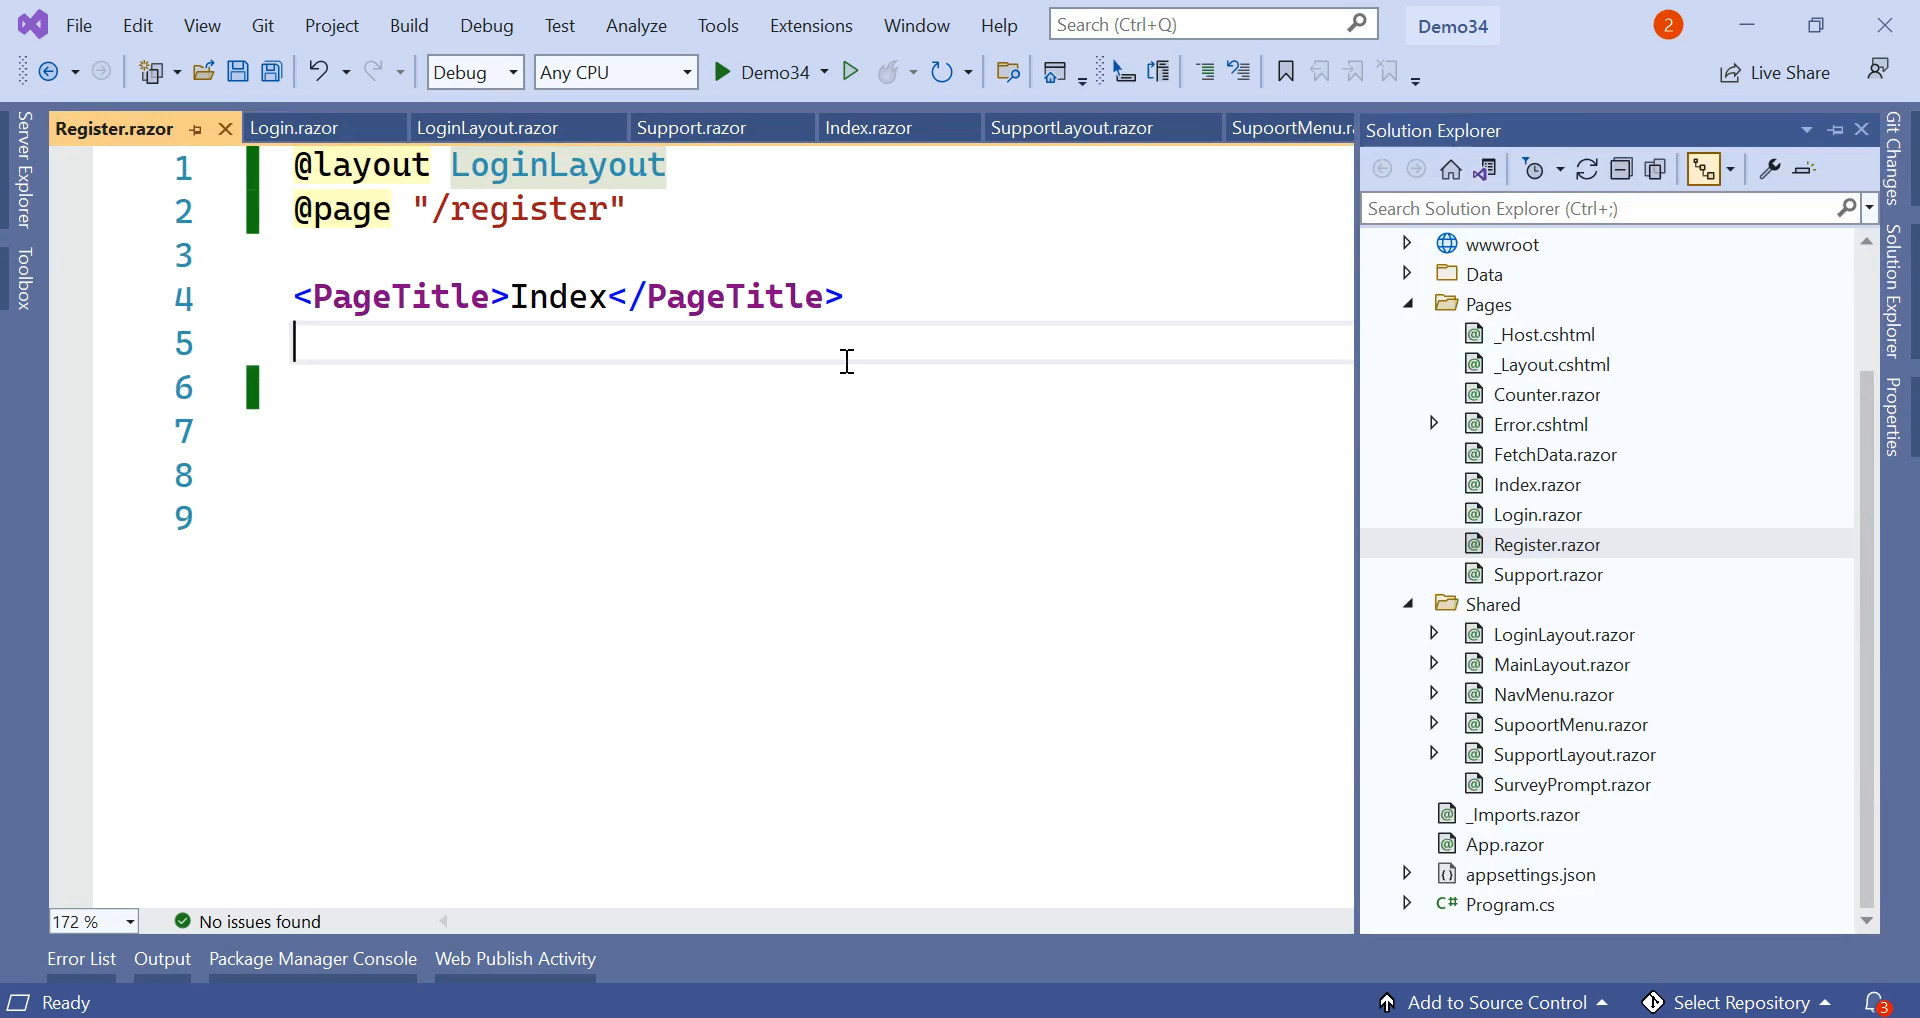 File Edit View Git Project Build Debug Test Analyze Tools Extensions Window Help Search (Ctrl+Q) Demo34 2
Debug Any CPU Demo34 Live Share
Server Explorer
Toolbox
Register.razor Login.razor LoginLayout.razor Support.razor Index.razor SupportLayout.razor SupoortMenu.ra
1 @layout LoginLayout
2 @page "/register"
3
4 <PageTitle>Index</PageTitle>
5
6
7
8
9
172 % No issues found
Solution Explorer
Search Solution Explorer (Ctrl+;)
wwwroot
Data
Pages
_Host.cshtml
_Layout.cshtml
Counter.razor
Error.cshtml
FetchData.razor
Index.razor
Login.razor
Register.razor
Support.razor
Shared
LoginLayout.razor
MainLayout.razor
NavMenu.razor
SupoortMenu.razor
SupportLayout.razor
SurveyPrompt.razor
_Imports.razor
App.razor
appsettings.json
C# Program.cs
Git Changes
Solution Explorer
Properties
Error List Output Package Manager Console Web Publish Activity
Ready Add to Source Control Select Repository 3